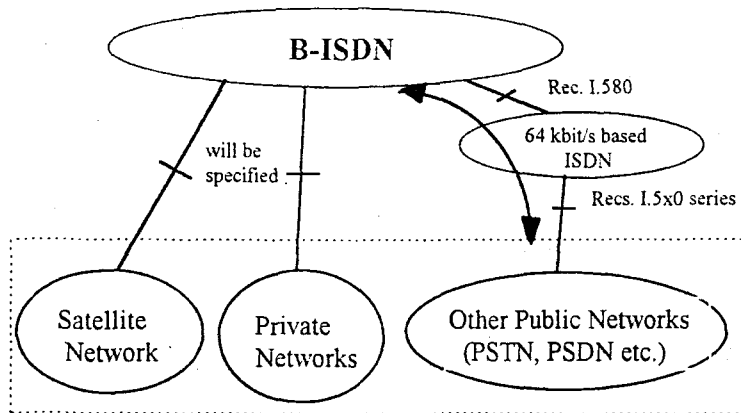 B-ISDN
Rec. I.580
64 kbit/s based
ISDN
will be
specified
Recs. I.5x0 series
Satellite
Network
Private
Networks
Other Public Networks
(PSTN, PSDN etc.)